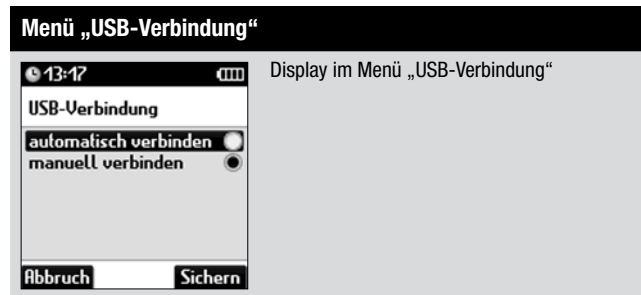 Menü „USB-Verbindung“
13:17
USB-Verbindung
automatisch verbinden
manuell verbinden
Abbruch Sichern
Display im Menü „USB-Verbindung“